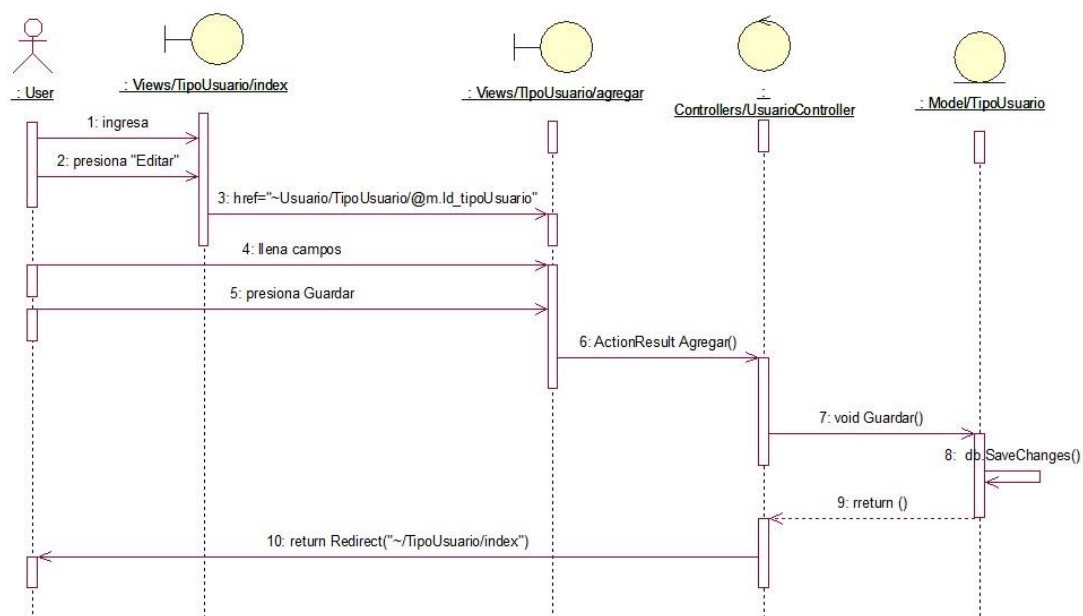 : User
: Views/TipoUsuario/index
: Views/TIpoUsuario/agregar
:
Controllers/UsuarioController
: Model/TipoUsuario
1: ingresa
2: presiona "Editar"
3: href="~Usuario/TipoUsuario/@m.Id_tipoUsuario"
4: llena campos
5: presiona Guardar
6: ActionResult Agregar()
7: void Guardar()
8: db.SaveChanges()
9: rreturn ()
10: return Redirect("~/TipoUsuario/index")